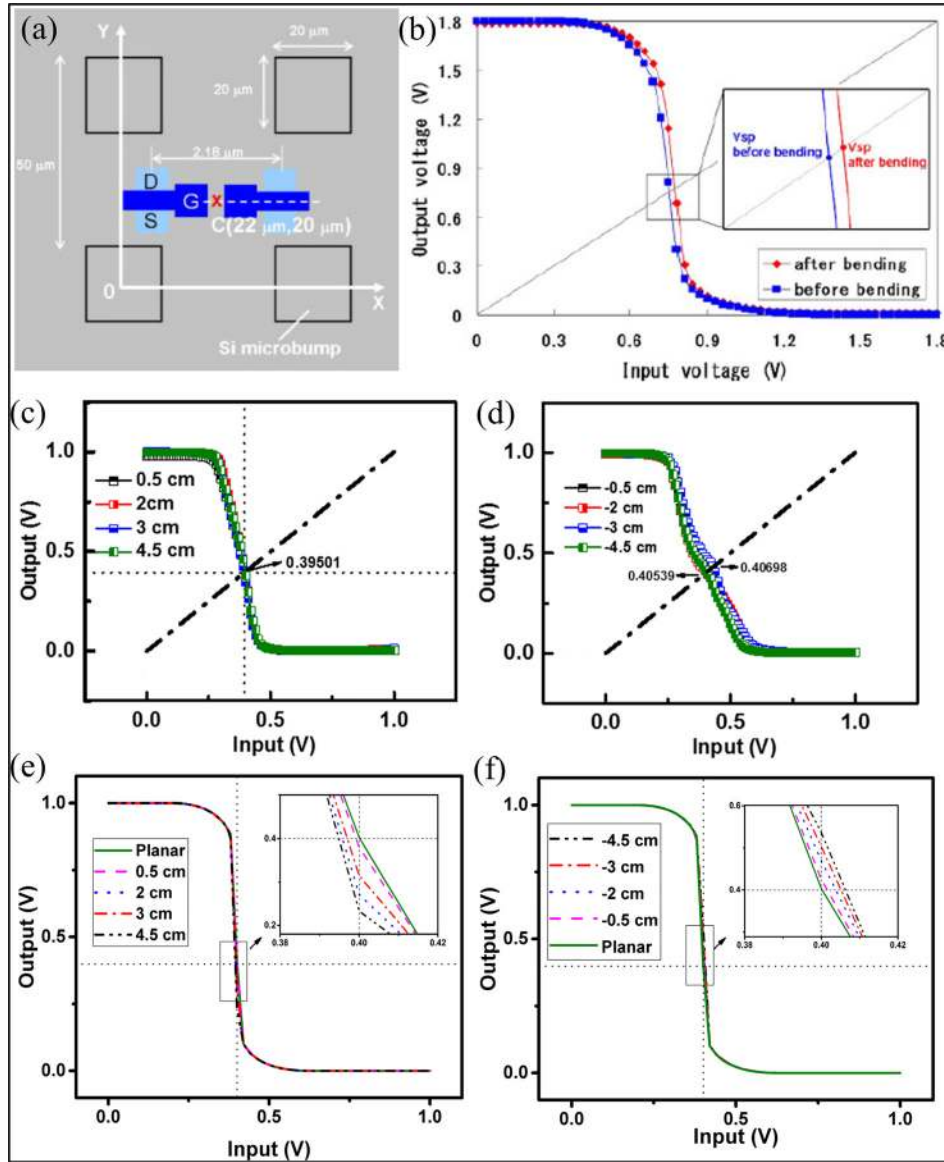 (a)
Y
20 µm
20 µm
50 µm
2.18 µm
D
G
X
S
C(22 µm,20 µm)
0
X
Si microbump
(b)
1.8
1.5
1.2
0.9
0.6
0.3
0
Output voltage (V)
Vsp
before bending
Vsp
after bending
after bending
before bending
0
0.3
0.6
0.9
1.2
1.5
1.8
Input voltage (V)
(c)
1.0
0.5
0.0
Output (V)
0.5 cm
2cm
3 cm
4.5 cm
0.39501
0.0
0.5
1.0
Input (V)
(d)
1.0
0.5
0.0
Output (V)
-0.5 cm
-2 cm
-3 cm
-4.5 cm
0.40539
0.40698
0.0
0.5
1.0
Input (V)
(e)
1.0
0.5
0.0
Output (V)
Planar
0.5 cm
2 cm
3 cm
4.5 cm
0.4
0.2
0.38
0.40
0.42
0.0
0.5
1.0
Input (V)
(f)
1.0
0.5
0.0
Output (V)
-4.5 cm
-3 cm
-2 cm
-0.5 cm
Planar
0.6
0.4
0.38
0.40
0.42
0.0
0.5
1.0
Input (V)